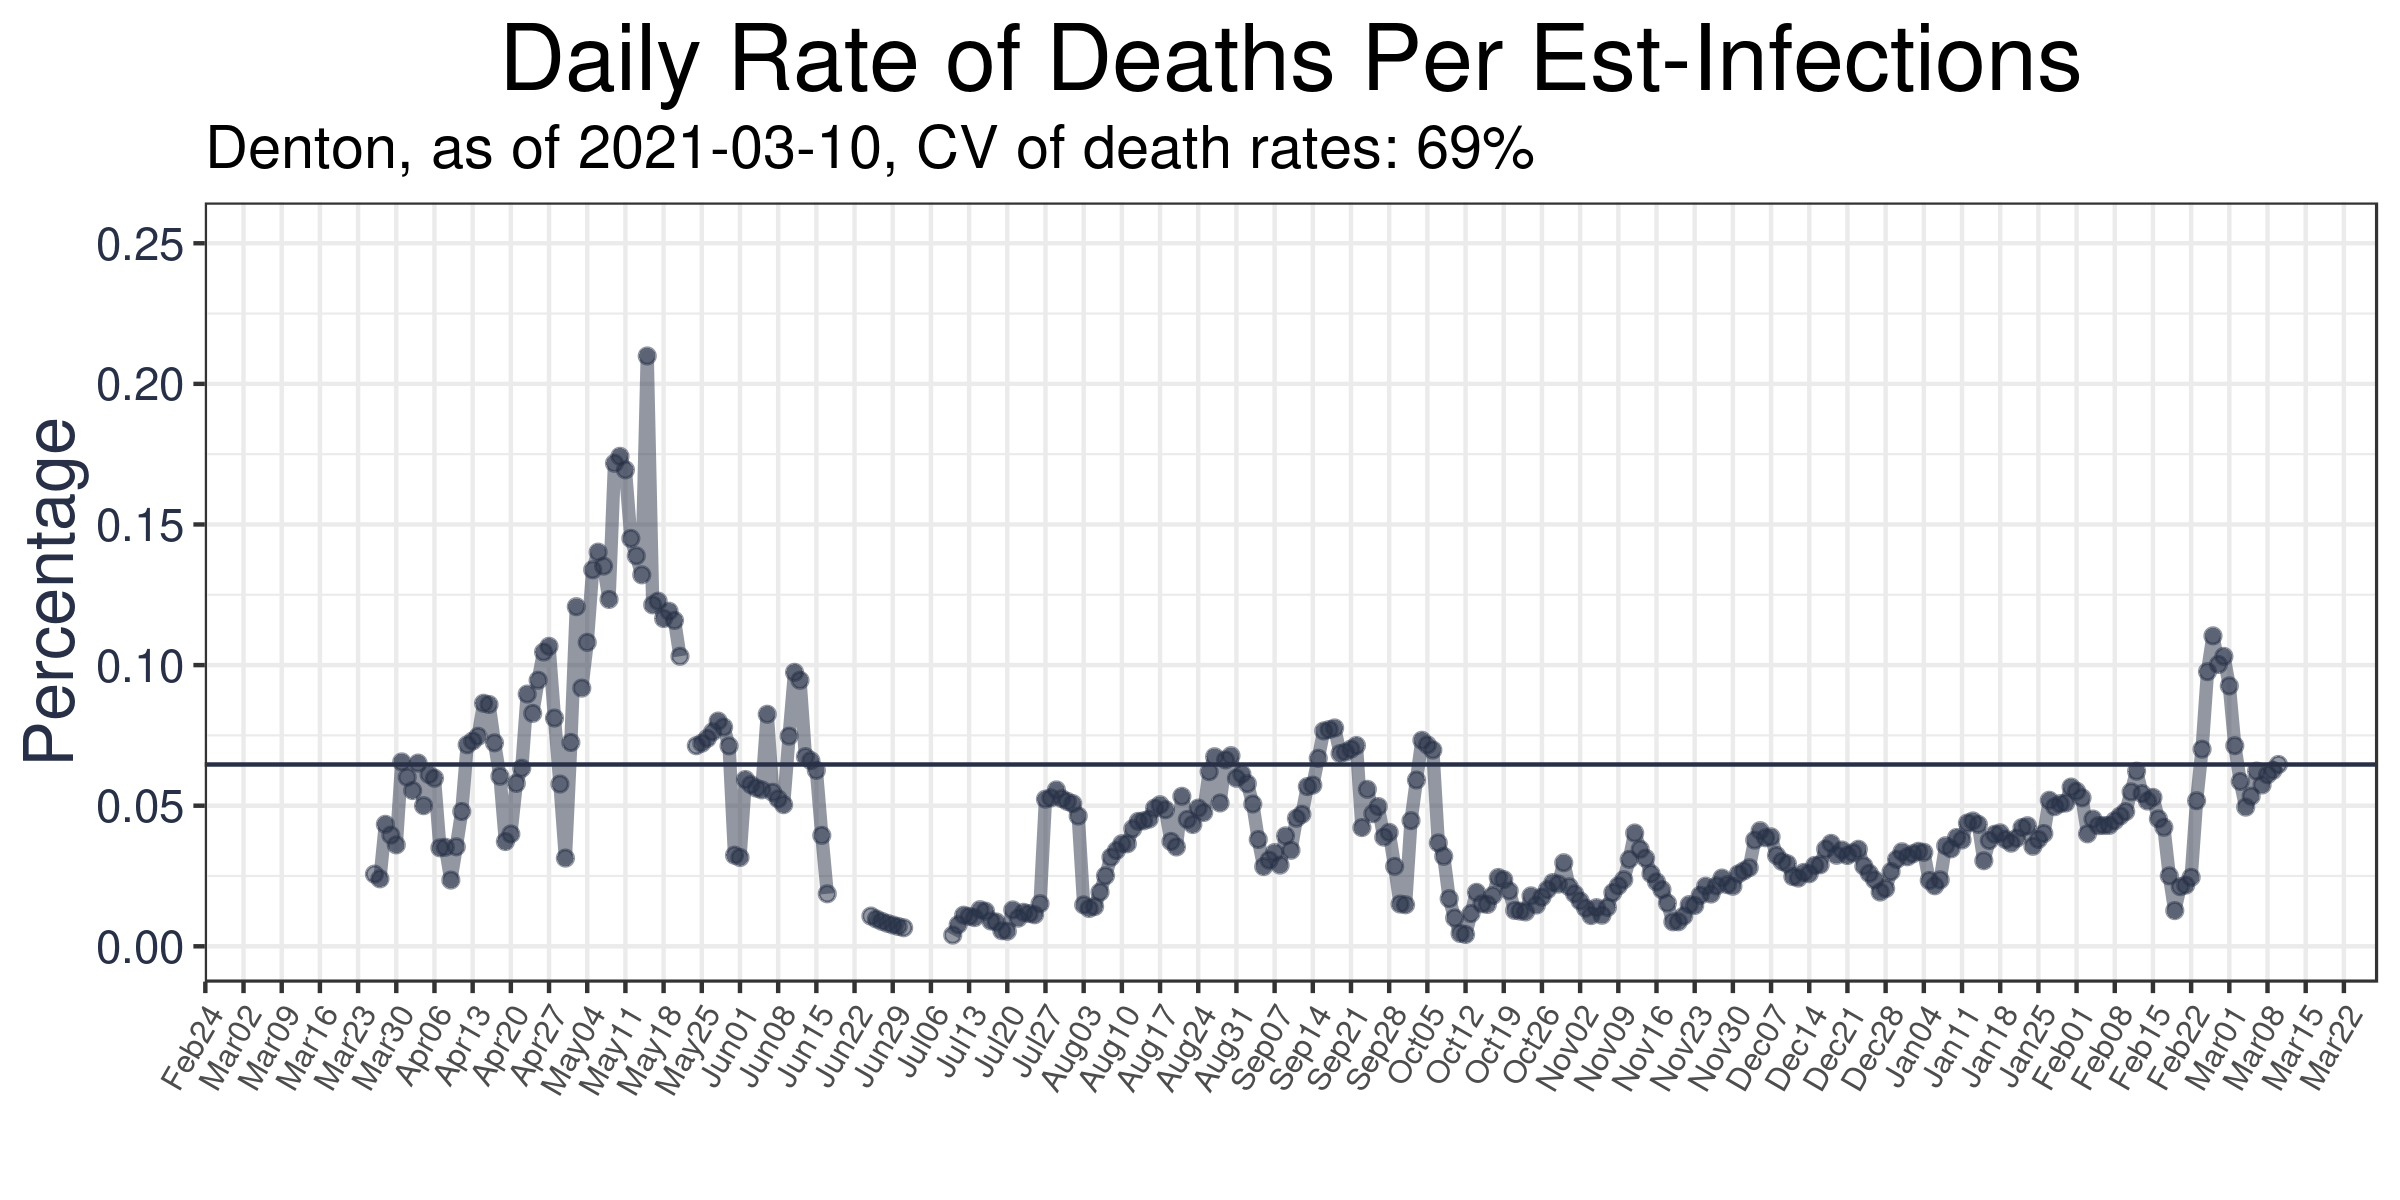 Daily Rate of Deaths Per Est-Infections
Denton, as of 2021-03-10, CV of death rates: 69%
Percentage
0.25
0.20
0.15
0.10
0.05
0.00
Feb24
Mar02
Mar09
Mar16
Mar23
Mar30
Apr06
Apr13
Apr20
Apr27
May04
May11
May18
May25
Jun01
Jun08
Jun15
Jun22
Jun29
Jul06
Jul13
Jul20
Jul27
Aug03
Aug10
Aug17
Aug24
Aug31
Sep07
Sep14
Sep21
Sep28
Oct05
Oct12
Oct19
Oct26
Nov02
Nov09
Nov16
Nov23
Nov30
Dec07
Dec14
Dec21
Dec28
Jan04
Jan11
Jan18
Jan25
Feb01
Feb08
Feb15
Feb22
Mar01
Mar08
Mar15
Mar22